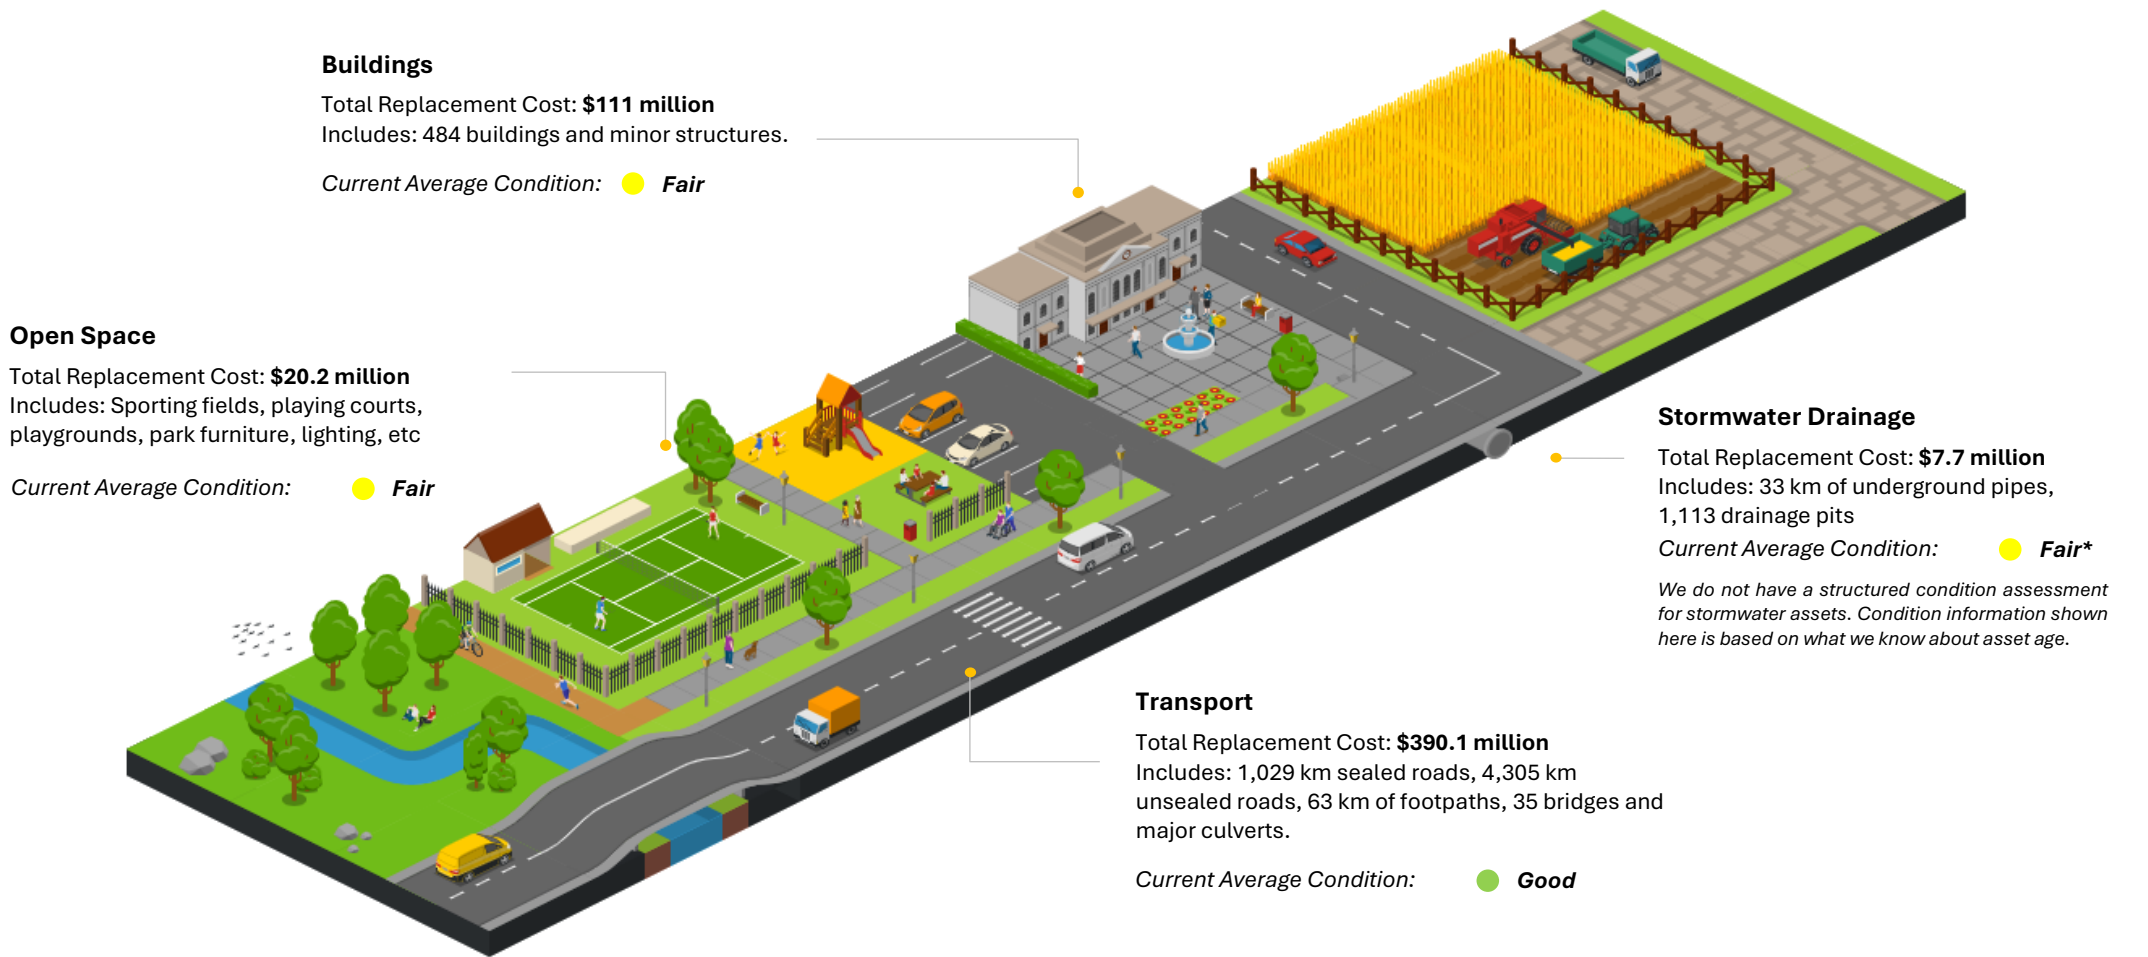 Buildings
Total Replacement Cost: $111 million
Includes: 484 buildings and minor structures.
Current Average Condition: Fair
Open Space
Total Replacement Cost: $20.2 million
Includes: Sporting fields, playing courts,
playgrounds, park furniture, lighting, etc
Current Average Condition: Fair
Stormwater Drainage
Total Replacement Cost: $7.7 million
Includes: 33 km of underground pipes,
1,113 drainage pits
Current Average Condition: Fair*
We do not have a structured condition assessment
for stormwater assets. Condition information shown
here is based on what we know about asset age.
Transport
Total Replacement Cost: $390.1 million
Includes: 1,029 km sealed roads, 4,305 km
unsealed roads, 63 km of footpaths, 35 bridges and
major culverts.
Current Average Condition: Good